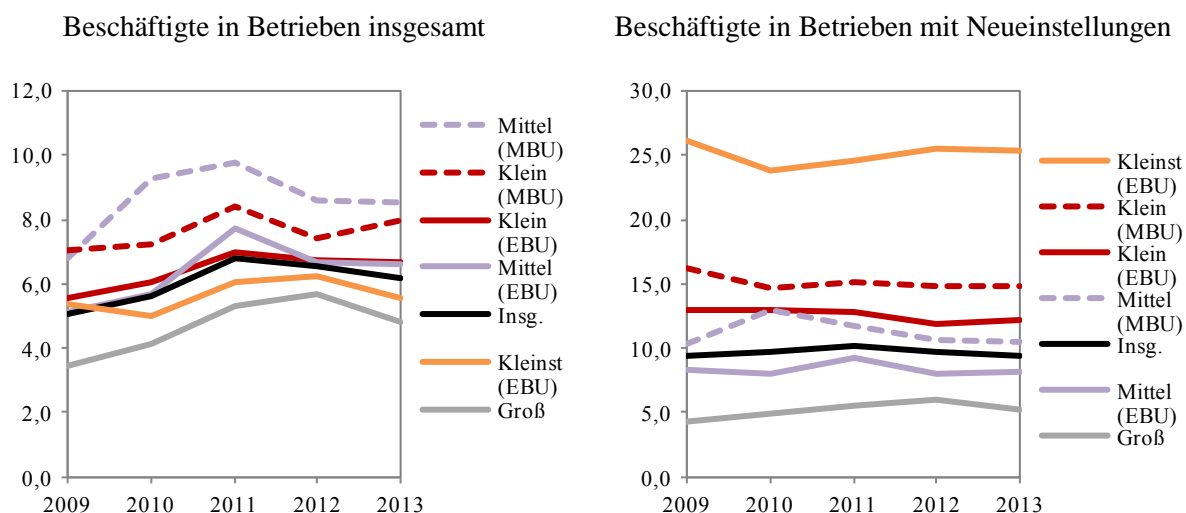 Beschäftigte in Betrieben insgesamt
12,0
10,0
8,0
6,0
4,0
2,0
0,0
2009 2010 2011 2012 2013
Mittel
(MBU)
Klein
(MBU)
Klein
(EBU)
Mittel
(EBU)
Insg.
Kleinst
(EBU)
Groß
Beschäftigte in Betrieben mit Neueinstellungen
30,0
25,0
20,0
15,0
10,0
5,0
0,0
2009 2010 2011 2012 2013
Kleinst
(EBU)
Klein
(MBU)
Klein
(EBU)
Mittel
(MBU)
Insg.
Mittel
(EBU)
Groß